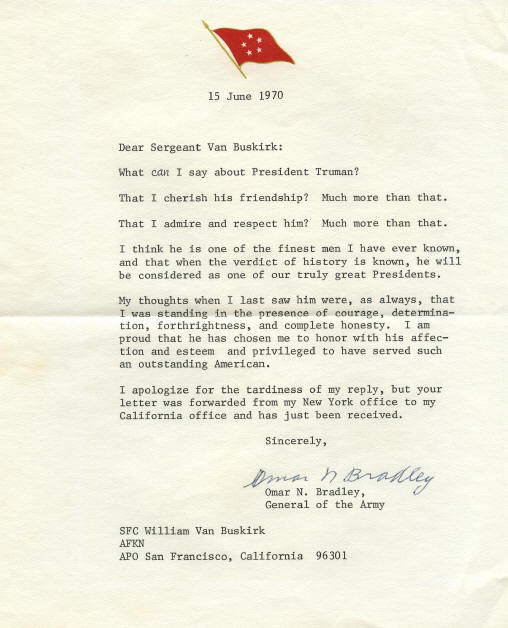 15 June 1970
Dear Sergeant Van Buskirk:
What can I say about President Truman?
That I cherish his friendship? Much more than that.
That I admire and respect him? Much more than that.
I think he is one of the finest men I have ever known,
and that when the verdict of history is known, he will
be considered as one of our truly great Presidents.
My thoughts when I last saw him were, as always, that
I was standing in the presence of courage, determina-
tion, forthrightness, and complete honesty. I am
proud that he has chosen me to honor with his affec-
tion and esteem and privileged to have served such
an outstanding American.
I apologize for the tardiness of my reply, but your
letter was forwarded from my New York office to my
California office and has just been received.
Sincerely,
Omar N Bradley
Omar N. Bradley,
General of the Army
SFC William Van Buskirk
AFKN
APO San Francisco, California 96301